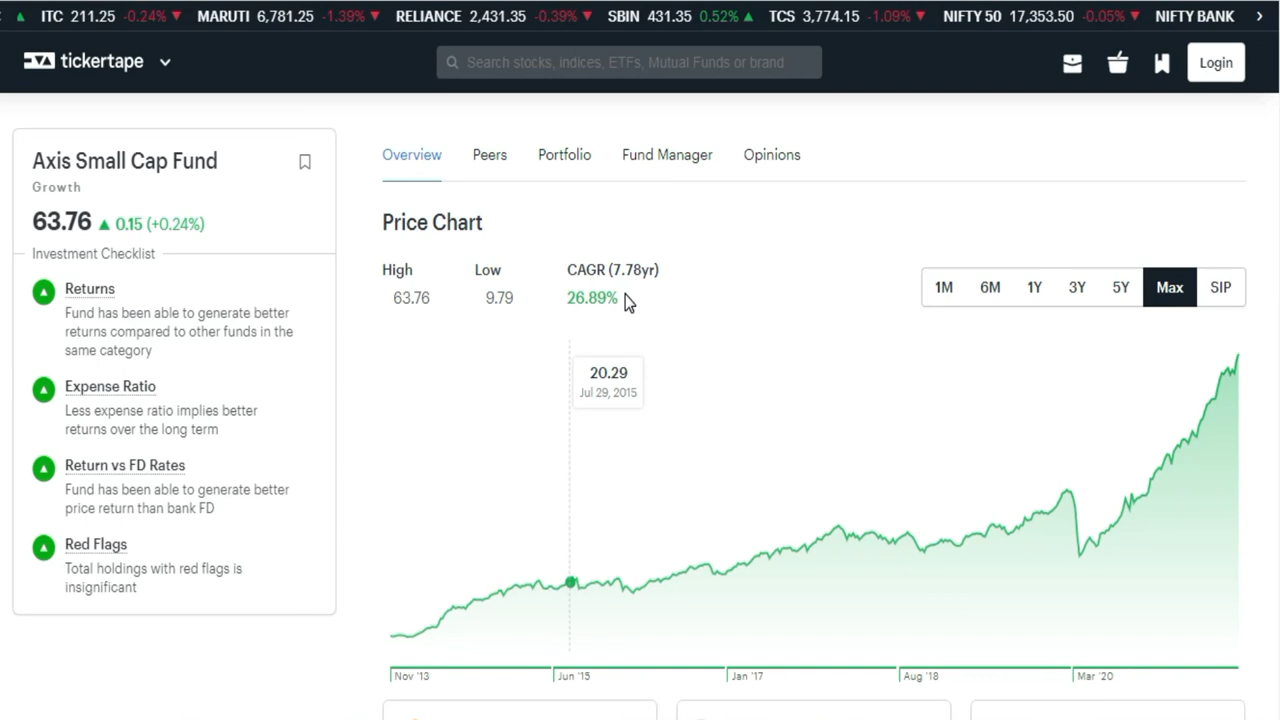 ITC 211.25 -0.24% ▼ MARUTI 6,781.25 -1.39% ▼ RELIANCE 2,431.35 -0.39% ▼ SBIN 431.35 0.52% ▲ TCS 3,774.15 -1.09% ▼ NIFTY 50 17,353.50 -0.05% ▼ NIFTY BANK
tickertape
Search stocks, indices, ETFs, Mutual Funds or brand
Login
Axis Small Cap Fund
Growth
63.76 ▲ 0.15 (+0.24%)
Investment Checklist
Returns
Fund has been able to generate better
returns compared to other funds in the
same category
Expense Ratio
Less expense ratio implies better
returns over the long term
Return vs FD Rates
Fund has been able to generate better
price return than bank FD
Red Flags
Total holdings with red flags is
insignificant
Overview Peers Portfolio Fund Manager Opinions
Price Chart
High Low CAGR (7.78yr)
63.76 9.79 26.89%
1M 6M 1Y 3Y 5Y Max SIP
20.29
Jul 29, 2015
Nov '13 Jun '15 Jan '17 Aug '18 Mar '20